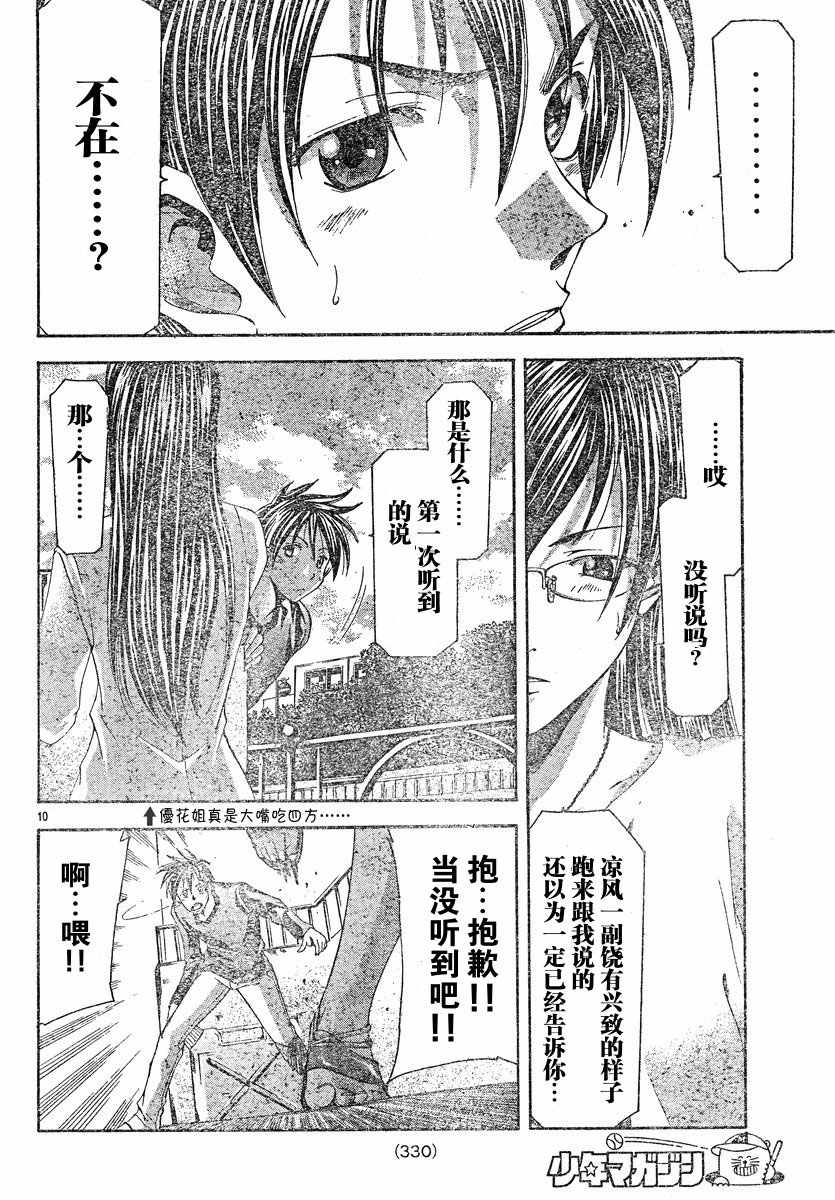 ………
不在……？
……哎
没听说吗？
凉风一副饶有兴致的样子
跑来跟我说的
还以为一定已经告诉你…
那是什么……
第一次听到
的说
那…个……
10
⬆優花姐真是大嘴吃四方……
抱…抱歉!!
当没听到吧!!
啊…喂!!
(330)
少年マガジン